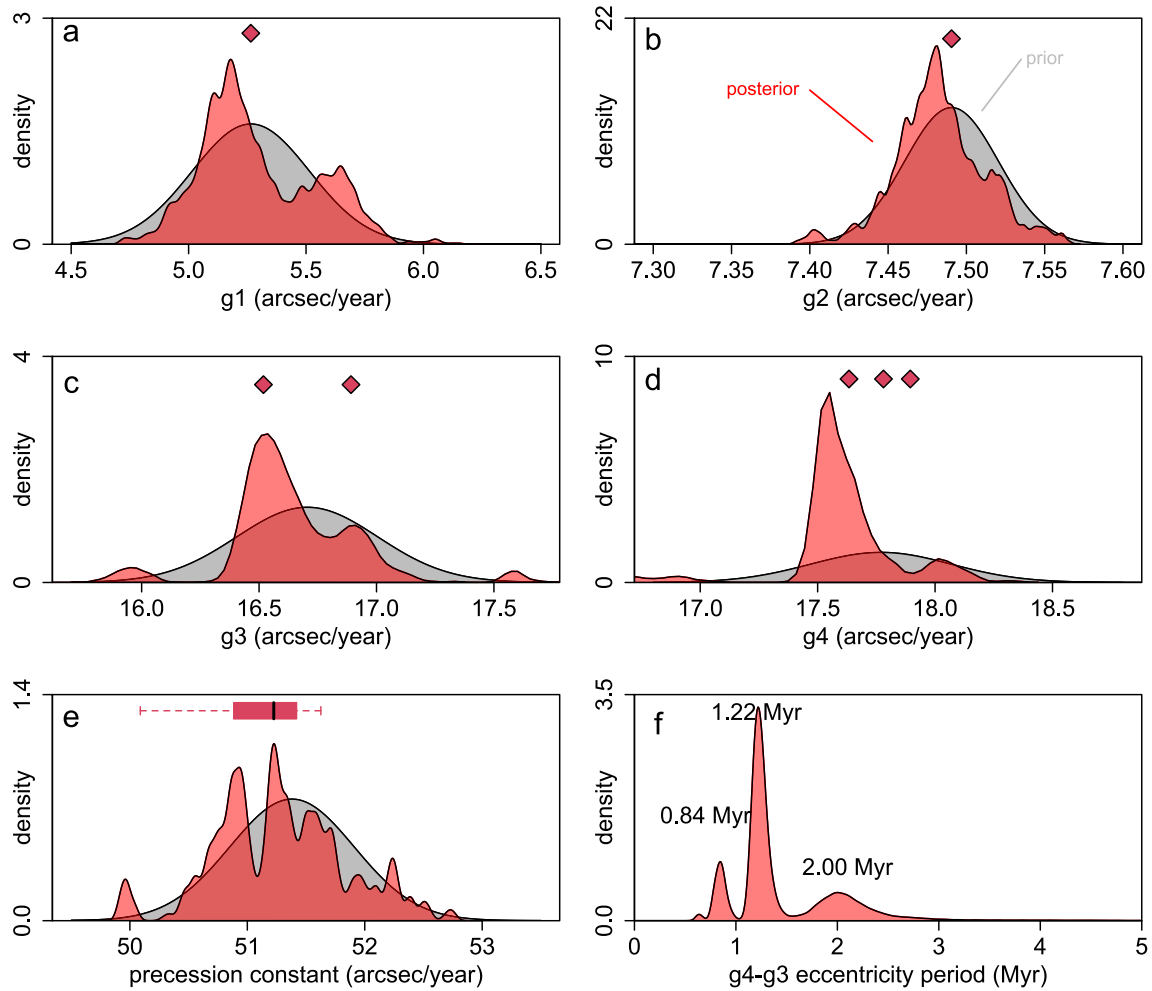 a
3
0
density
4.5 5.0 5.5 6.0 6.5
g1 (arcsec/year)
b
22
0
density
prior
posterior
7.30 7.35 7.40 7.45 7.50 7.55 7.60
g2 (arcsec/year)
c
4
0
density
16.0 16.5 17.0 17.5
g3 (arcsec/year)
d
10
0
density
17.0 17.5 18.0 18.5
g4 (arcsec/year)
e
1.4
0.0
density
50 51 52 53
precession constant (arcsec/year)
f
3.5
0.0
density
1.22 Myr
0.84 Myr
2.00 Myr
0 1 2 3 4 5
g4-g3 eccentricity period (Myr)